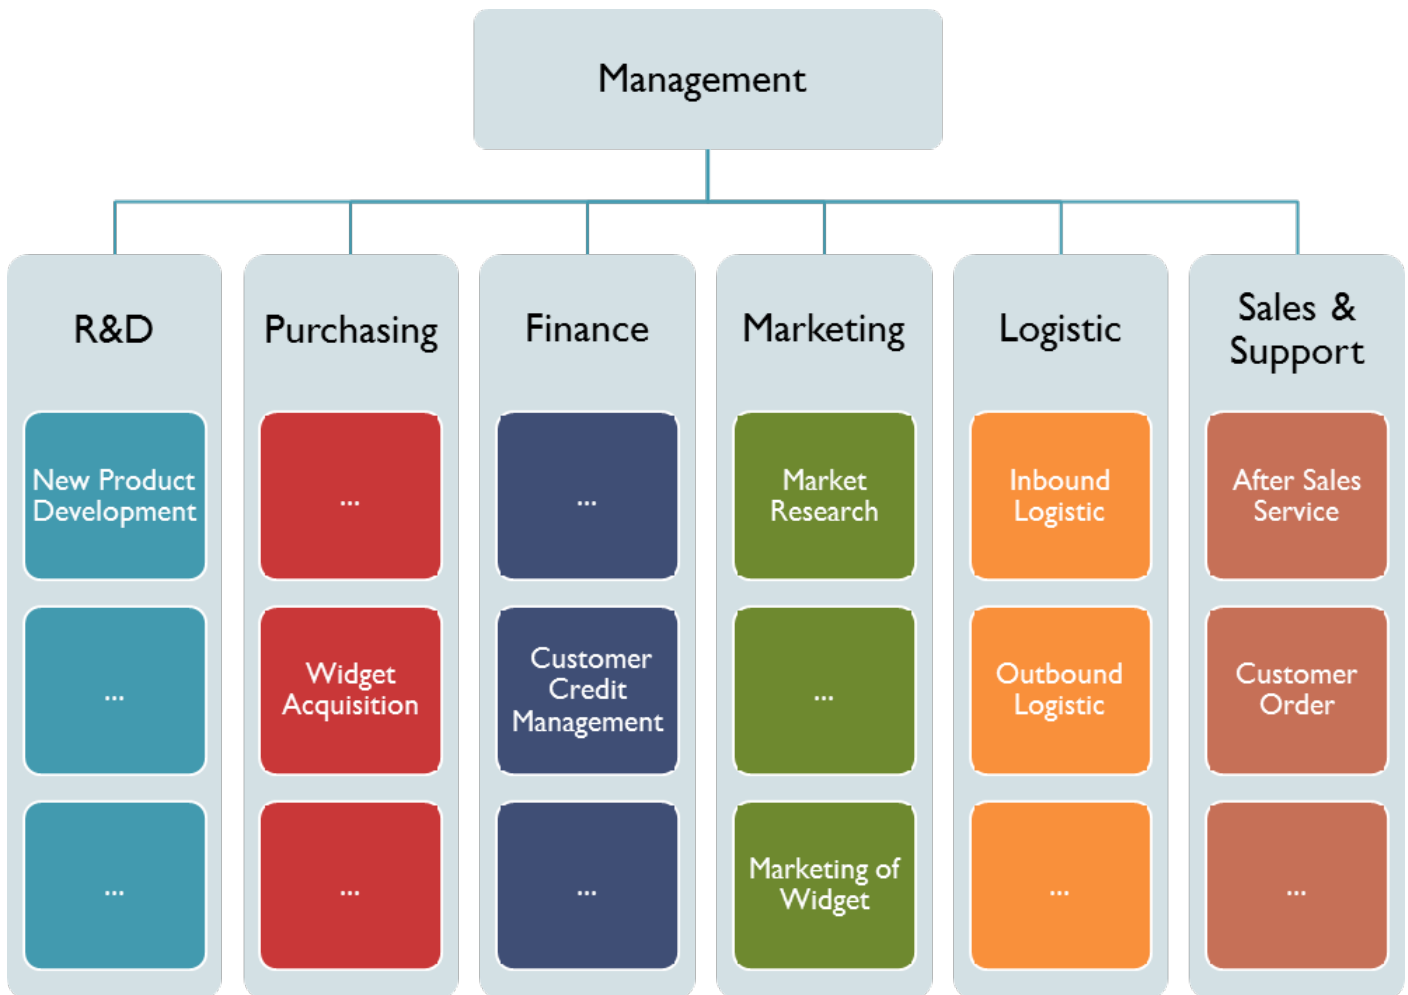 Management
R&D
Purchasing
Finance
Marketing
Logistic
Sales &
Support
New Product
Development
...
...
Market
Research
Inbound
Logistic
After Sales
Service
...
Widget
Acquisition
Customer
Credit
Management
...
Outbound
Logistic
Customer
Order
...
...
...
Marketing of
Widget
...
...